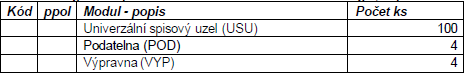 Kód ppol Modul - popis Počet ks
Univerzální spisový uzel (USU) 100
Podatelna (POD) 4
Výpravna (VYP) 4